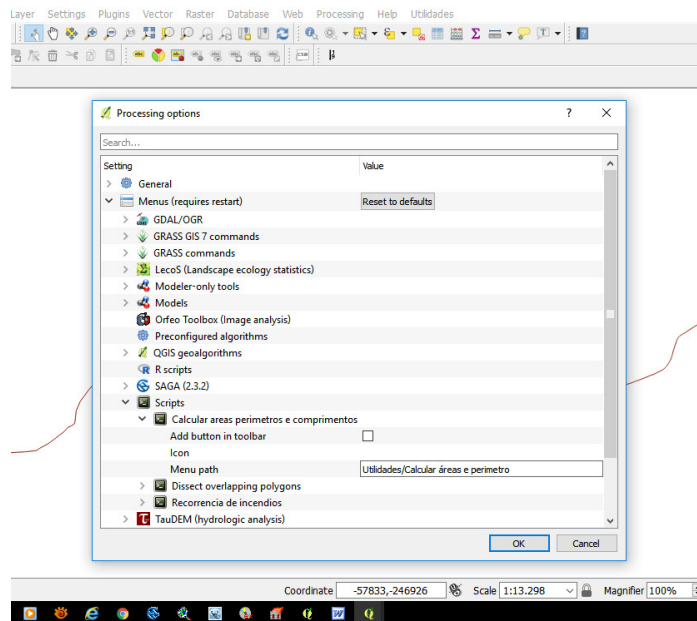 Layer Settings Plugins Vector Raster Database Web Processing Help Utilidades
CSW
Processing options ? ×
Search...
Setting Value
General
Menus (requires restart) Reset to defaults
GDAL/OGR
GRASS GIS 7 commands
GRASS commands
LecoS (Landscape ecology statistics)
Modeler-only tools
Models
Orfeo Toolbox (Image analysis)
Preconfigured algorithms
QGIS geoalgorithms
R scripts
SAGA (2.3.2)
Scripts
Calcular areas perimetros e comprimentos
Add button in toolbar
Icon
Menu path Utilidades/Calcular áreas e perimetro
Dissect overlapping polygons
Recorrencia de incendios
TauDEM (hydrologic analysis)
OK Cancel
Coordinate -57833,-246926 Scale 1:13.298 Magnifier 100%